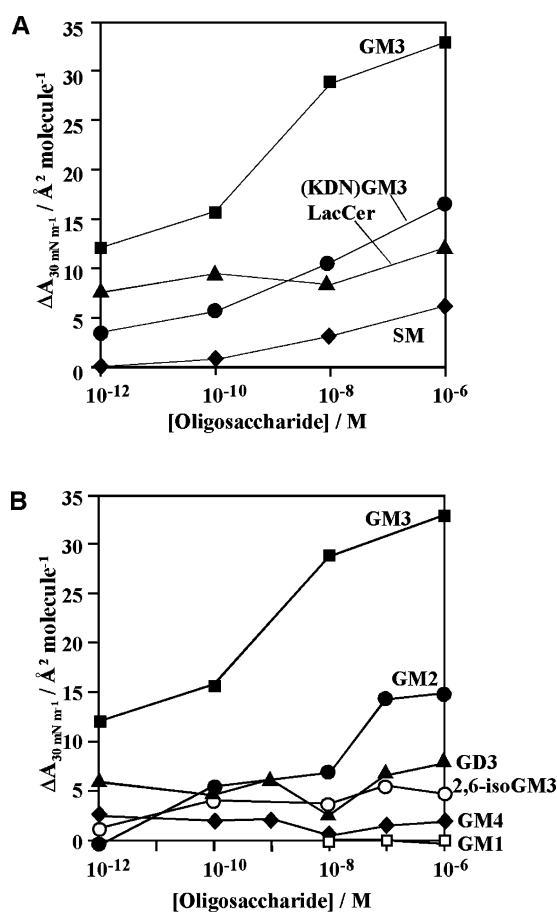 A
35
30
25
20
15
10
5
0
ΔA30 mN m-1 / Å2 molecule-1
GM3
(KDN)GM3
LacCer
SM
10-12 10-10 10-8 10-6
[Oligosaccharide] / M
B
35
30
25
20
15
10
5
0
ΔA30 mN m-1 / Å2 molecule-1
GM3
GM2
GD3
2,6-isoGM3
GM4
GM1
10-12 10-10 10-8 10-6
[Oligosaccharide] / M